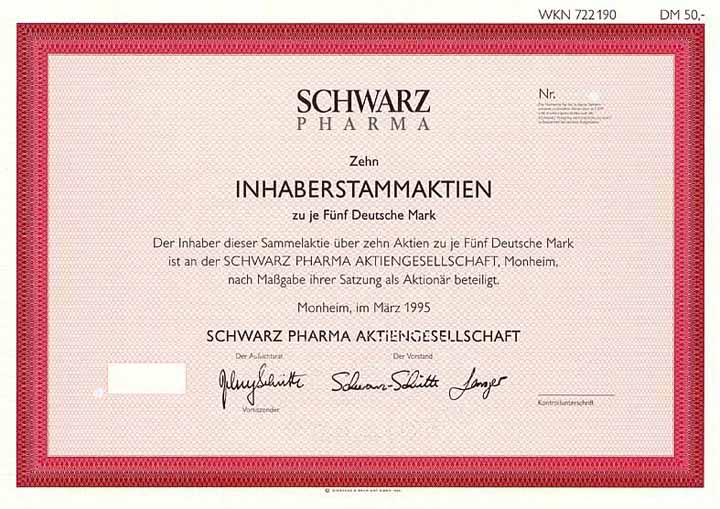 WKN 722190 DM 50,-
SCHWARZ
PHARMA
Nr.
Zehn
INHABERSTAMMAKTIEN
zu je Fünf Deutsche Mark
Der Inhaber dieser Sammelaktie über zehn Aktien zu je Fünf Deutsche Mark
ist an der SCHWARZ PHARMA AKTIENGESELLSCHAFT, Monheim,
nach Maßgabe ihrer Satzung als Aktionär beteiligt.
Monheim, im März 1995
SCHWARZ PHARMA AKTIENGESELLSCHAFT
Der Aufsichtsrat Der Vorstand
Schwarz-Schütte
Vorsitzender
Kontrollunterschrift